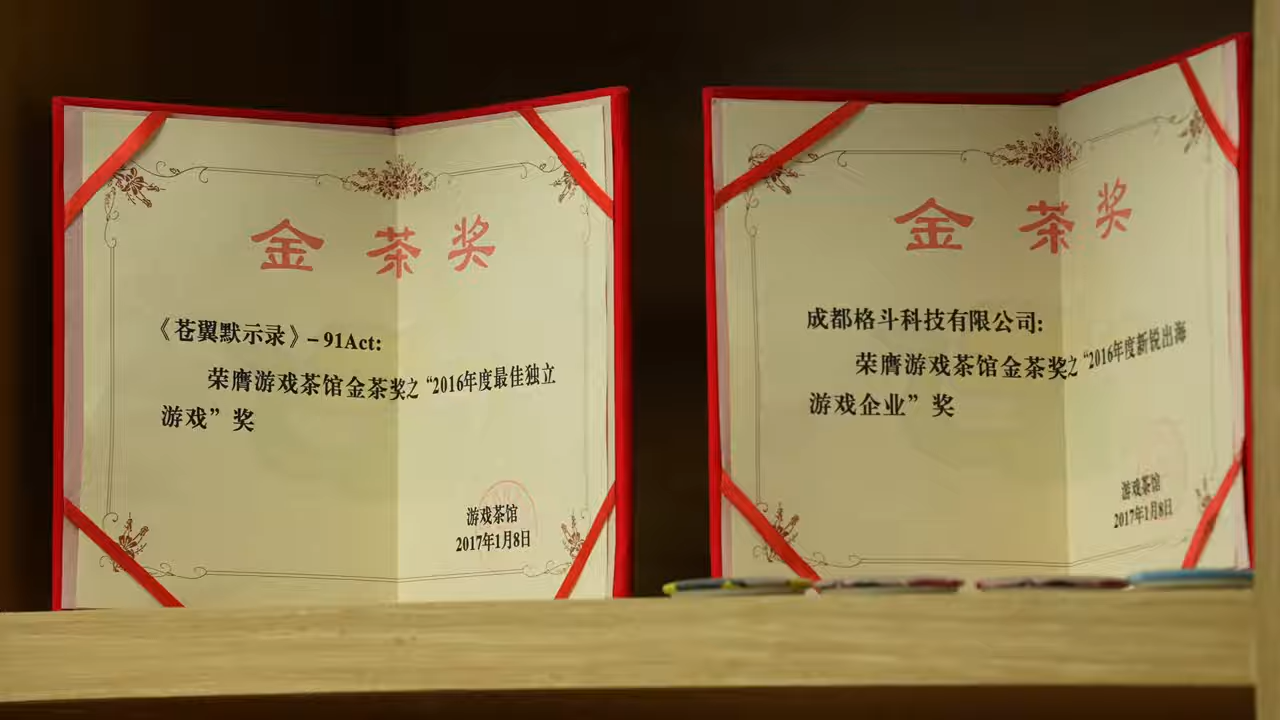 金茶奖
《苍翼默示录》–91Act:
荣膺游戏茶馆金茶奖之“2016年度最佳独立
游戏”奖
游戏茶馆
2017年1月8日
金茶奖
成都格斗科技有限公司:
荣膺游戏茶馆金茶奖之“2016年度新锐出海
游戏企业”奖
游戏茶馆
2017年1月8日